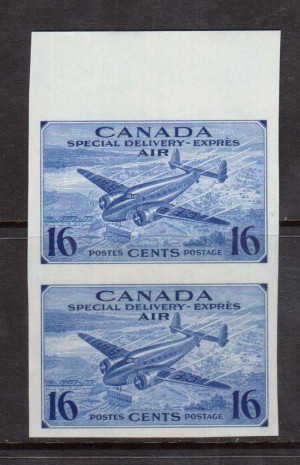 CANADA
SPECIAL DELIVERY-EXPRÈS
AIR
16 POSTES CENTS POSTAGE 16
CANADA
SPECIAL DELIVERY-EXPRÈS
AIR
16 POSTES CENTS POSTAGE 16